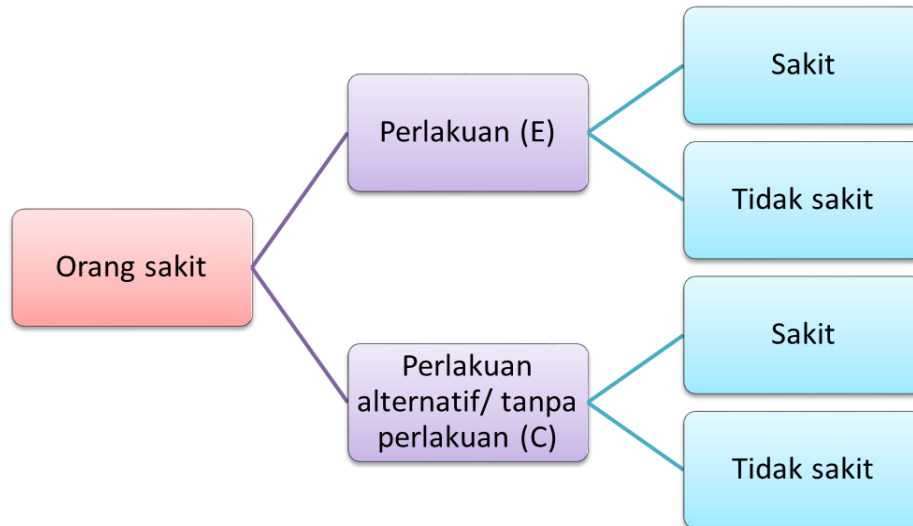 Orang sakit
Perlakuan (E)
Sakit
Tidak sakit
Perlakuan
alternatif/ tanpa
perlakuan (C)
Sakit
Tidak sakit